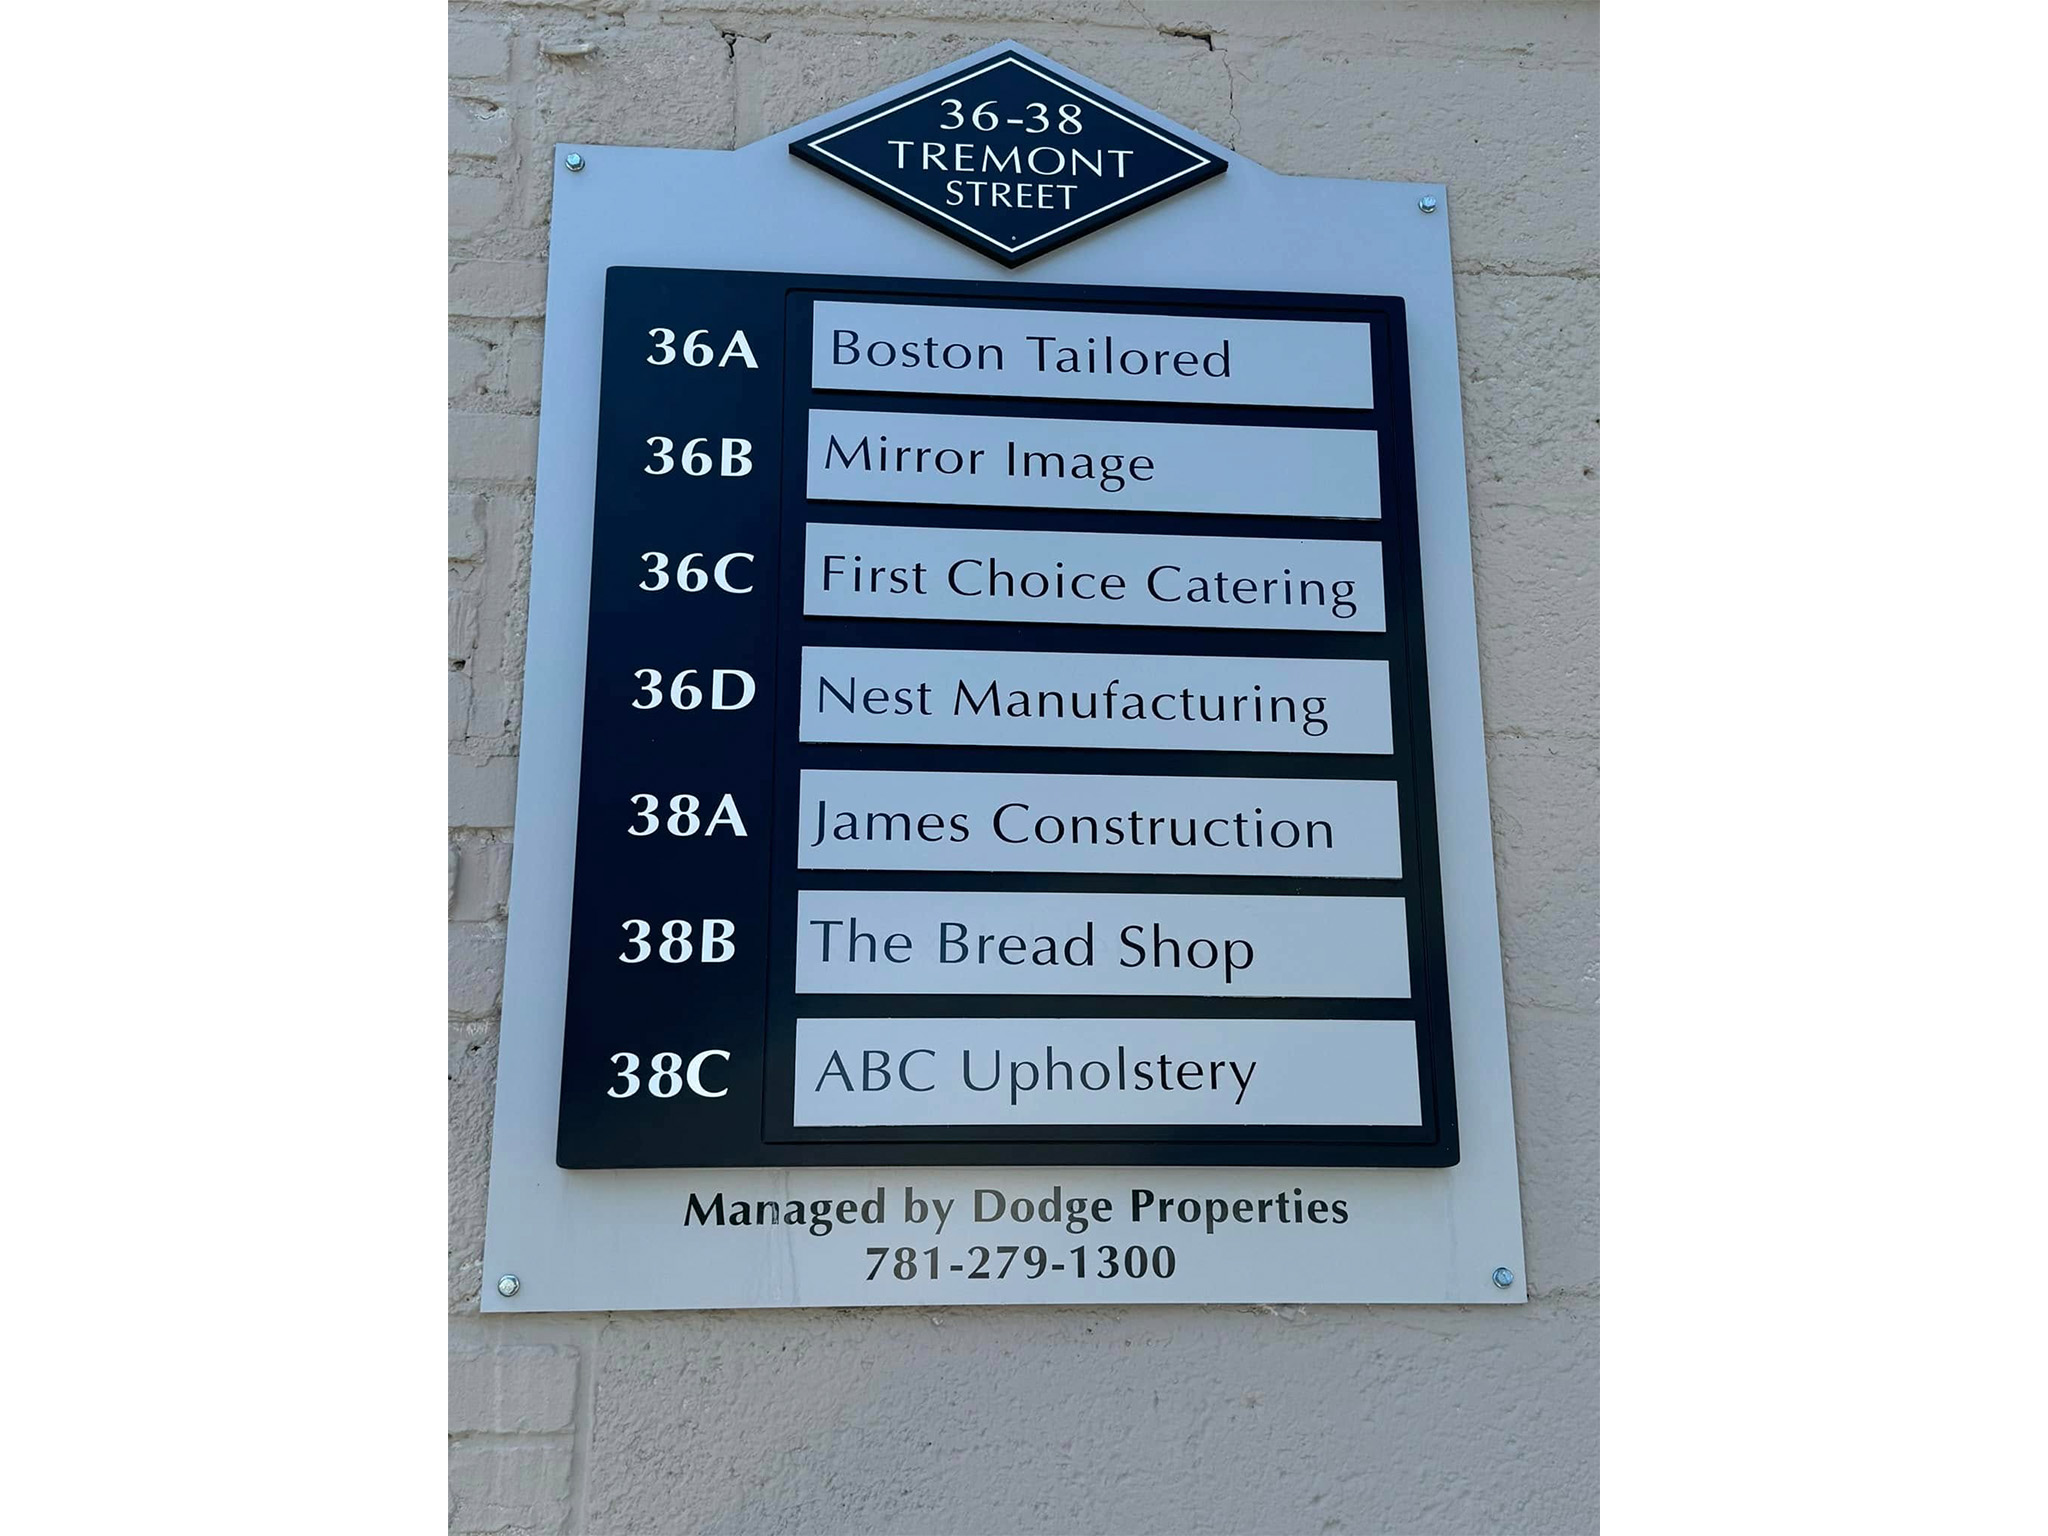 36-38
TREMONT
STREET
36A Boston Tailored
36B Mirror Image
36C First Choice Catering
36D Nest Manufacturing
38A James Construction
38B The Bread Shop
38C ABC Upholstery
Managed by Dodge Properties
781-279-1300